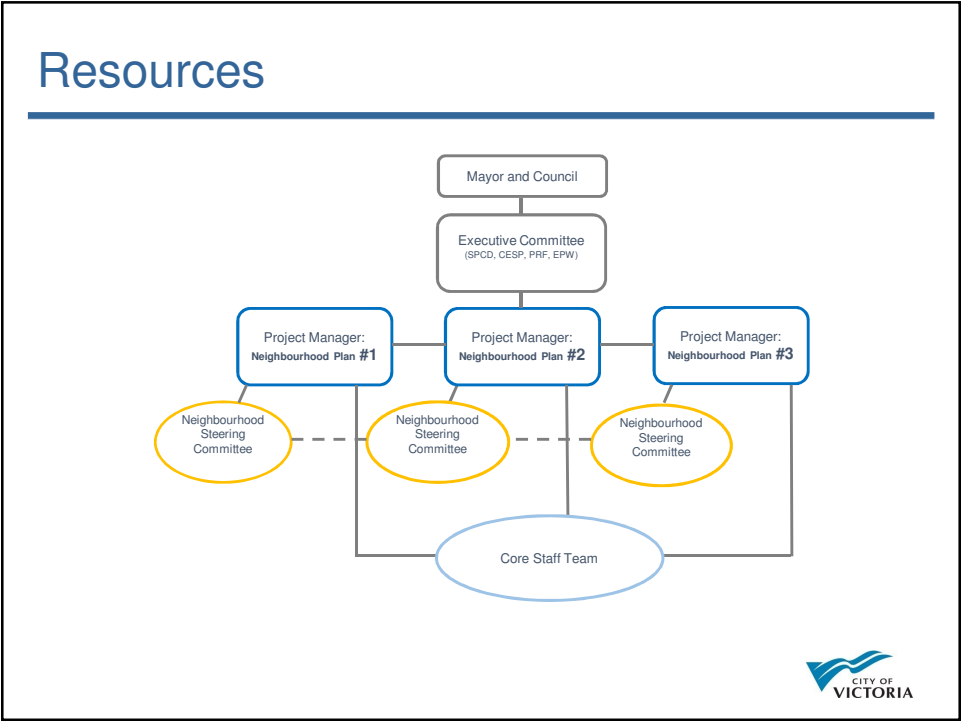 Resources
Mayor and Council
Executive Committee
(SPCD, CESP, PRF, EPW)
Project Manager:
Neighbourhood Plan #1
Project Manager:
Neighbourhood Plan #2
Project Manager:
Neighbourhood Plan #3
Neighbourhood
Steering
Committee
Neighbourhood
Steering
Committee
Neighbourhood
Steering
Committee
Core Staff Team
CITY OF
VICTORIA